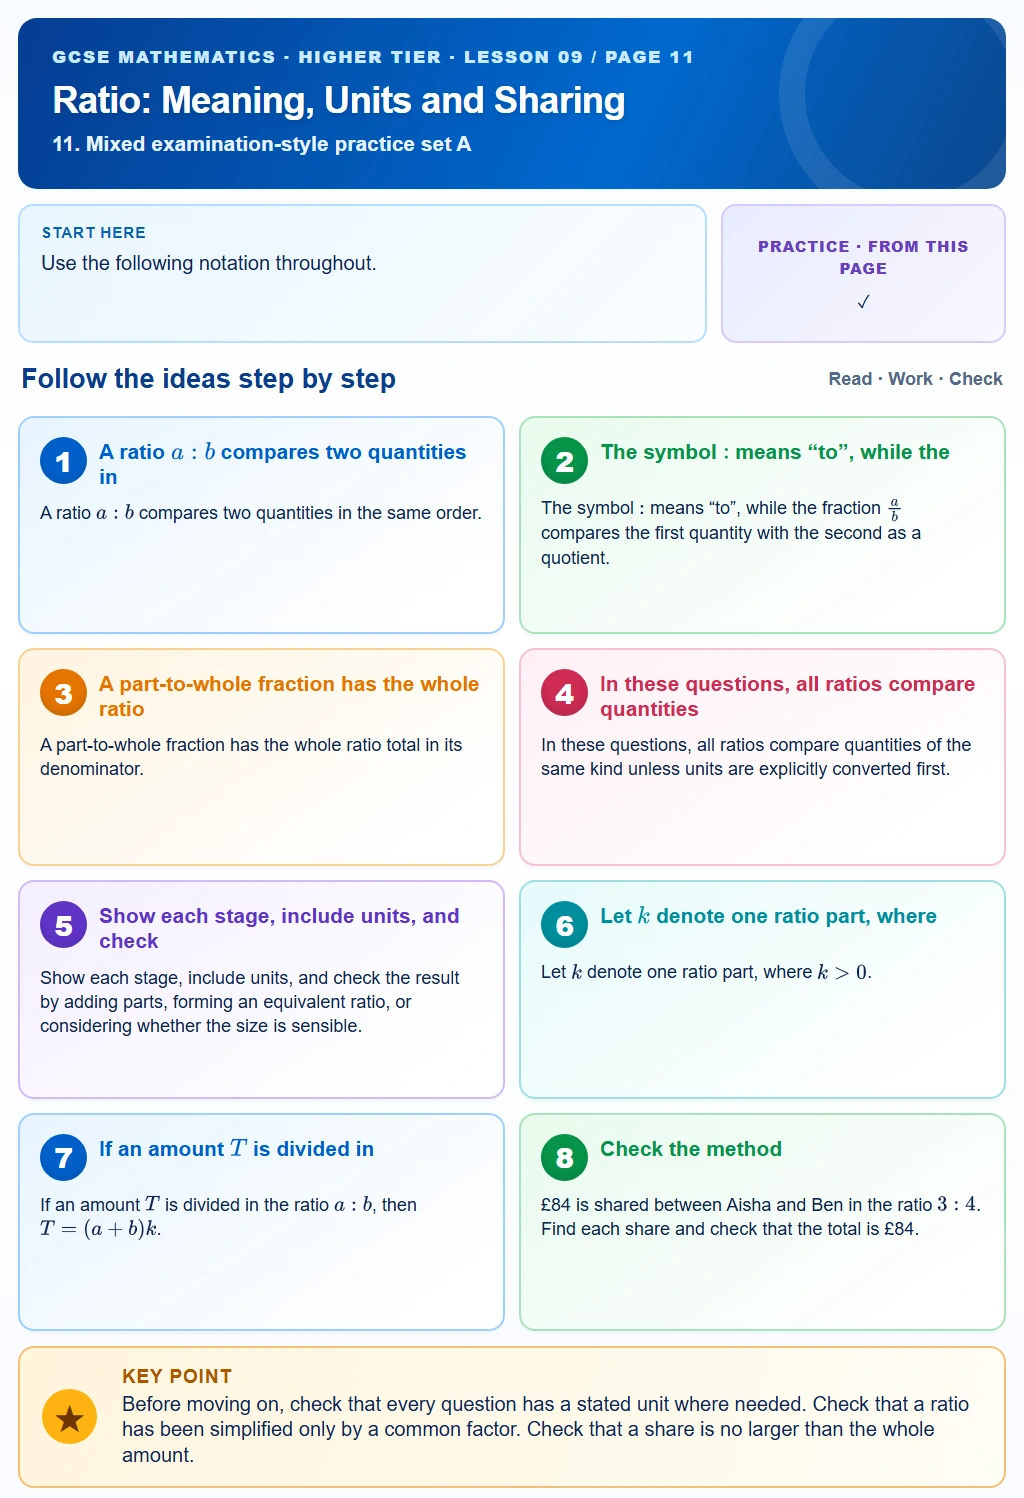 GCSE MATHEMATICS · HIGHER TIER · LESSON 09 / PAGE 11
Ratio: Meaning, Units and Sharing
11. Mixed examination-style practice set A
START HERE
Use the following notation throughout.
PRACTICE · FROM THIS
PAGE
✓
Follow the ideas step by step
Read · Work · Check
1
A ratio a : b compares two quantities
in
A ratio a : b compares two quantities in the same order.
2
The symbol : means “to”, while the
The symbol : means “to”, while the fraction a/b
compares the first quantity with the second as a
quotient.
3
A part-to-whole fraction has the whole
ratio
A part-to-whole fraction has the whole ratio total in its
denominator.
4
In these questions, all ratios compare
quantities
In these questions, all ratios compare quantities of the
same kind unless units are explicitly converted first.
5
Show each stage, include units, and
check
Show each stage, include units, and check the result
by adding parts, forming an equivalent ratio, or
considering whether the size is sensible.
6
Let k denote one ratio part, where
Let k denote one ratio part, where k > 0.
7
If an amount T is divided in
If an amount T is divided in the ratio a : b, then
T = (a + b)k.
8
Check the method
£84 is shared between Aisha and Ben in the ratio 3 : 4.
Find each share and check that the total is £84.
KEY POINT
Before moving on, check that every question has a stated unit where needed. Check that a ratio
has been simplified only by a common factor. Check that a share is no larger than the whole
amount.